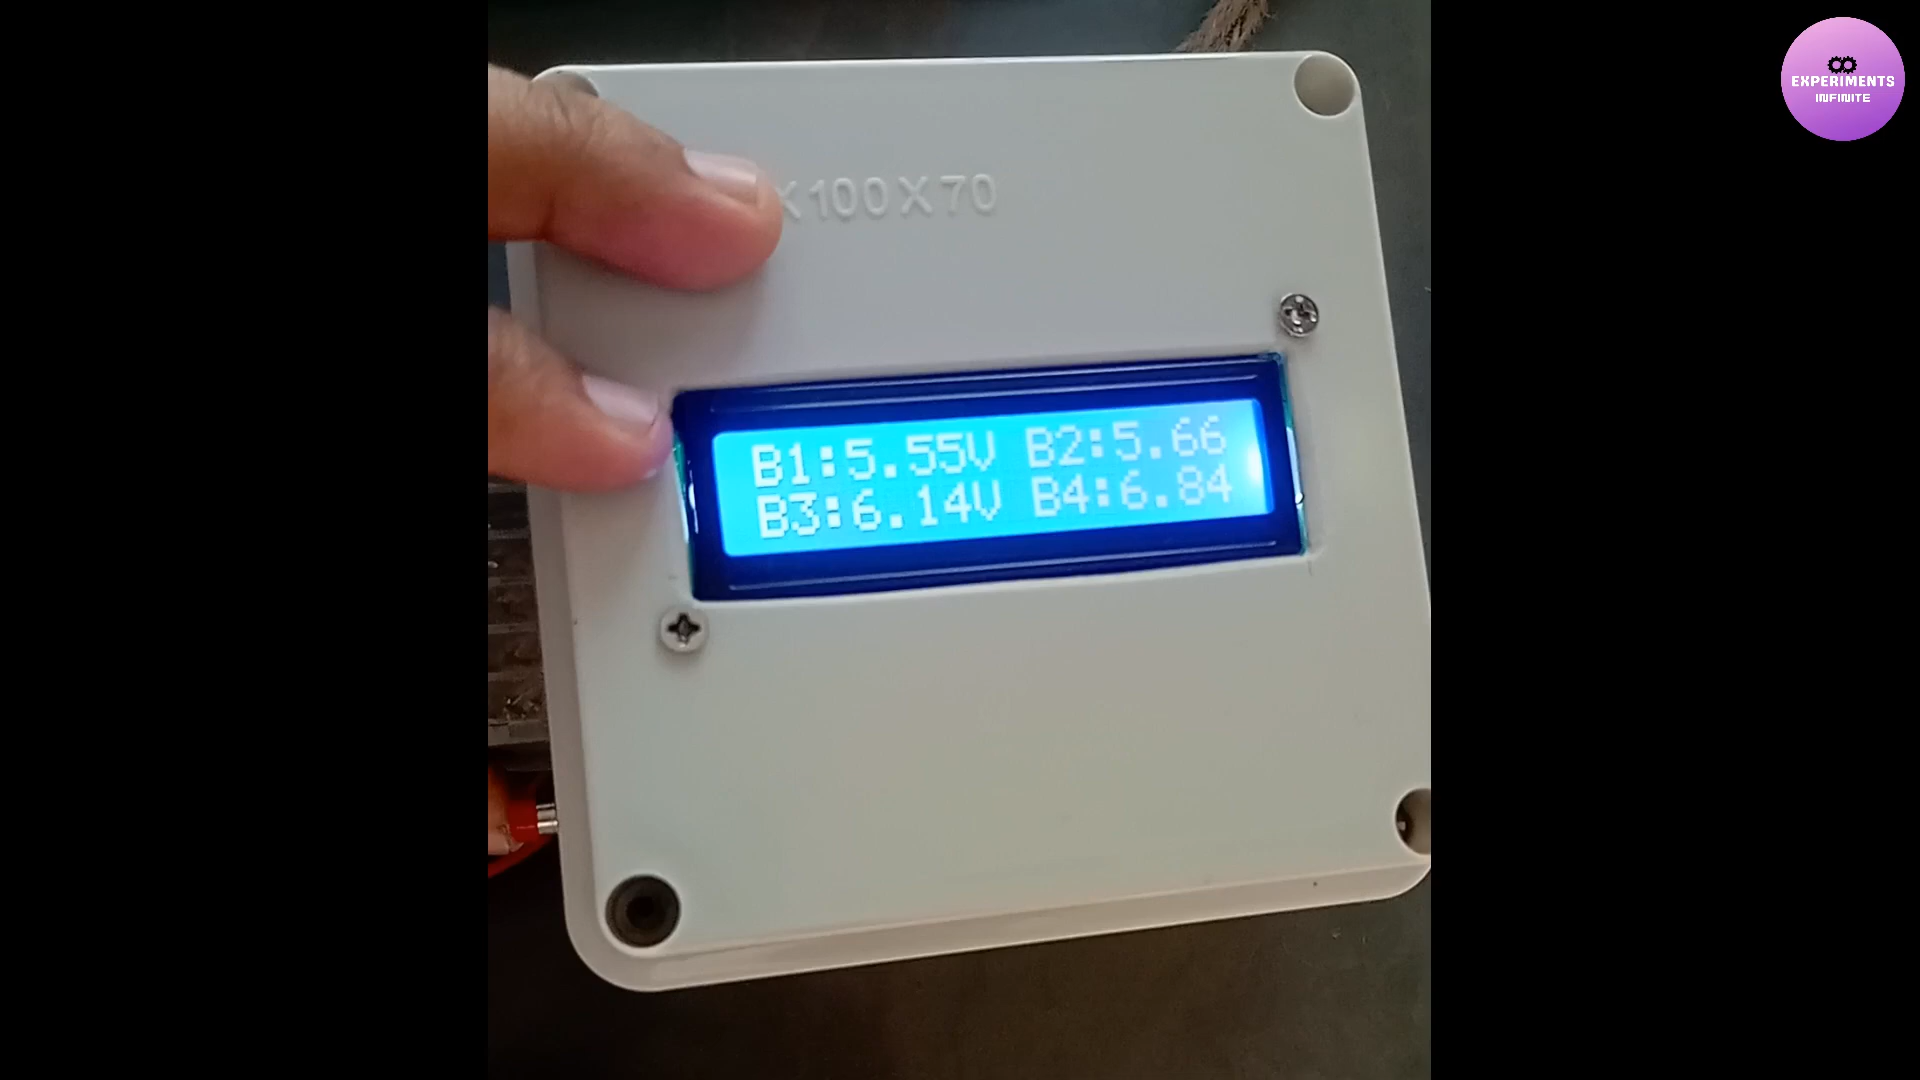 X100X70
B1:5.55V B2:5.66
B3:6.14V B4:6.84
EXPERIMENTS
INFINITE